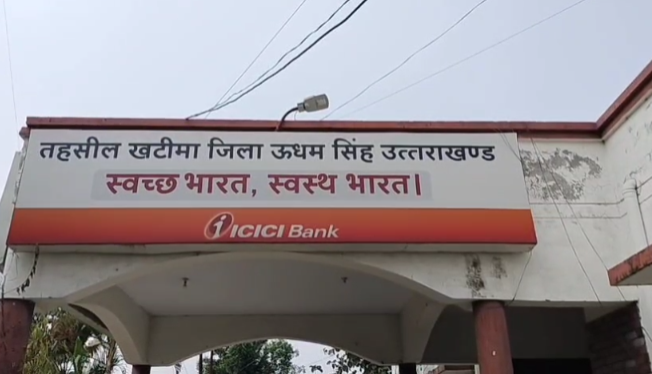 तहसील खटीमा जिला ऊधम सिंह उत्तराखण्ड
स्वच्छ भारत, स्वस्थ भारत।
ICICI Bank